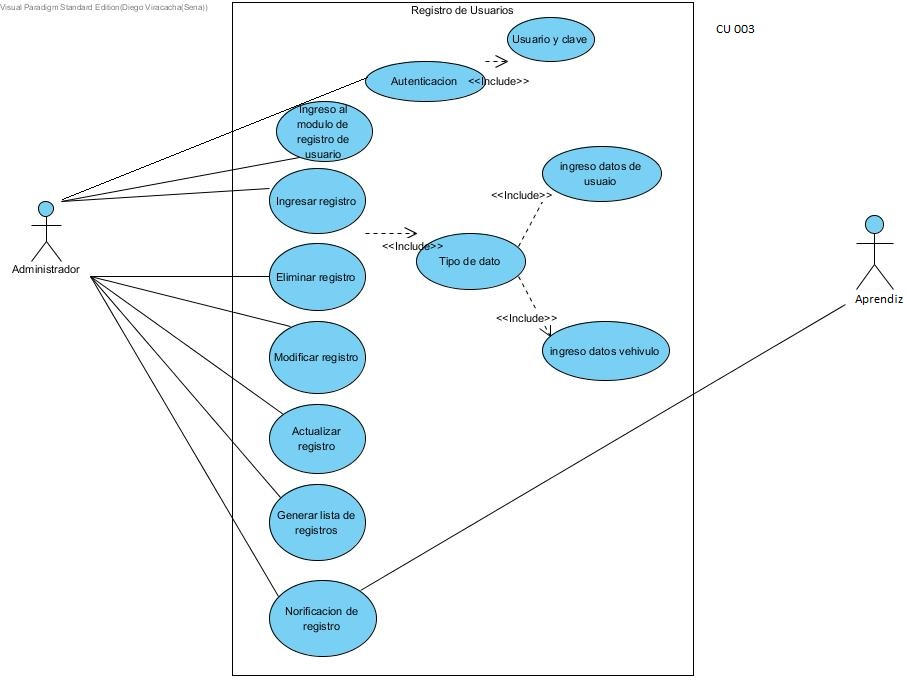 Visual Paradigm Standard Edition(Diego Viracacha(Sena))
Registro de Usuarios
CU 003
Usuario y clave
Autenticacion
<<Include>>
Ingreso al
modulo de
registro de
usuario
ingreso datos de
usuaio
<<Include>>
Ingresar registro
<<Include>>
Tipo de dato
Administrador
Eliminar registro
Aprendiz
<<Include>>
ingreso datos vehivulo
Modificar registro
Actualizar
registro
Generar lista de
registros
Norificacion de
registro